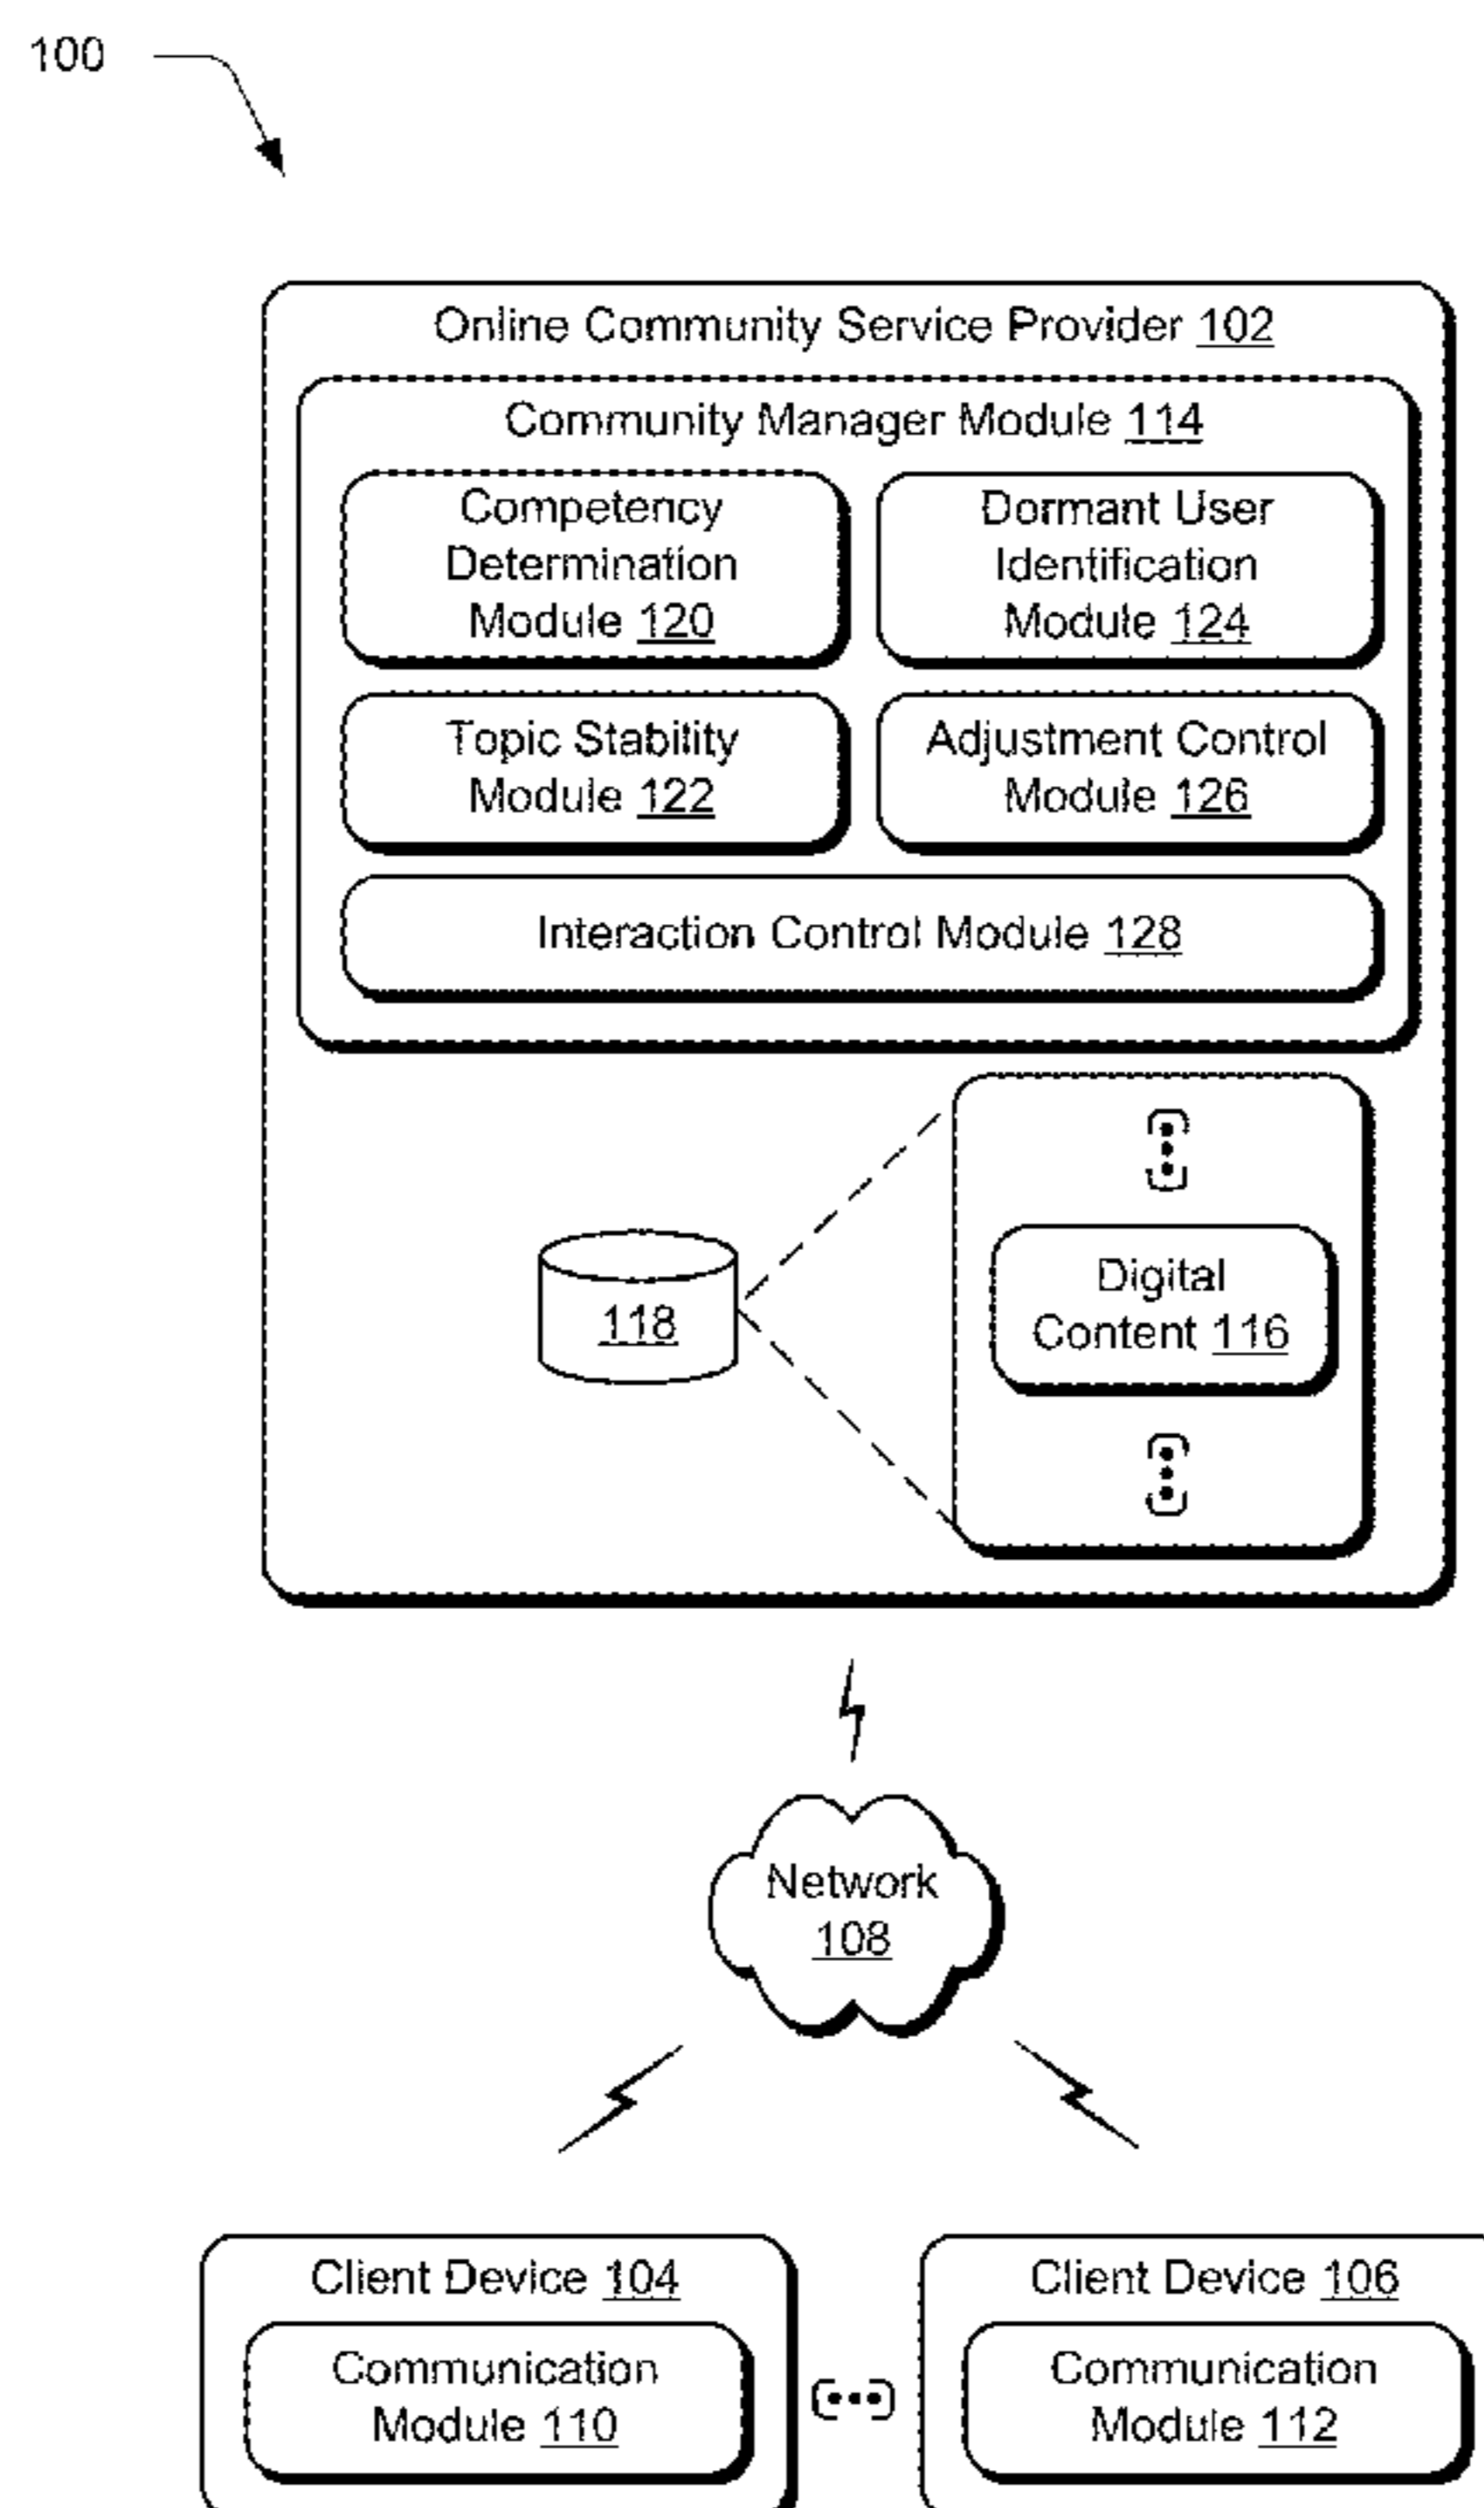 100
Online Community Service Provider 102
Community Manager Module 114
Competency
Determination
Module 120
Dormant User
Identification
Module 124
Topic Stability
Module 122
Adjustment Control
Module 126
Interaction Control Module 128
118
Digital
Content 116
Network
108
Client Device 104
Communication
Module 110
Client Device 106
Communication
Module 112